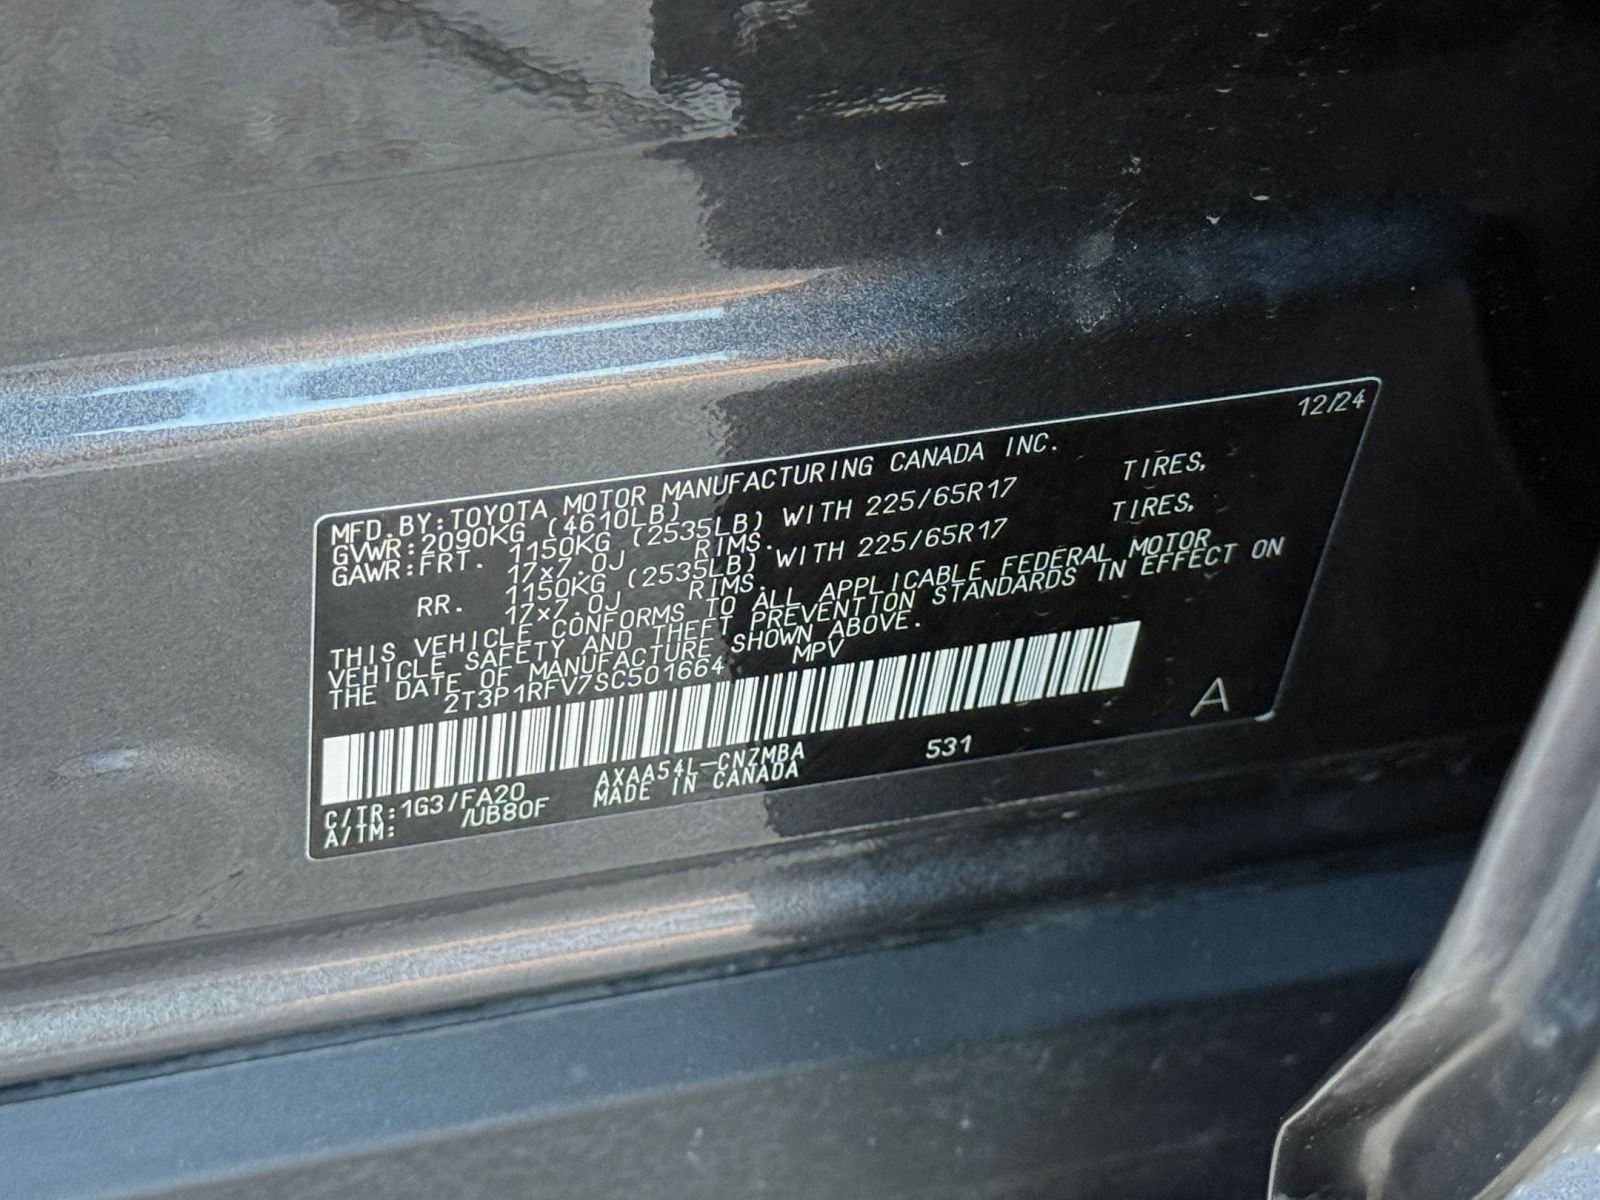 12/24
MFD.BY:TOYOTA MOTOR MANUFACTURING CANADA INC.
GVWR:2090KG (4610LB)
GAWR:FRT. 1150KG (2535LB) WITH 225/65R17 TIRES,
17x7.0J RIMS.
RR. 1150KG (2535LB) WITH 225/65R17 TIRES,
17x7.0J RIMS.
THIS VEHICLE CONFORMS TO ALL APPLICABLE FEDERAL MOTOR
VEHICLE SAFETY AND THEFT PREVENTION STANDARDS IN EFFECT ON
THE DATE OF MANUFACTURE SHOWN ABOVE.
2T3P1RFV7SC501664 MPV
A
C/TR:1G3/FA20 AXAA54L-CNZMBA 531
A/TM: /UB80F MADE IN CANADA